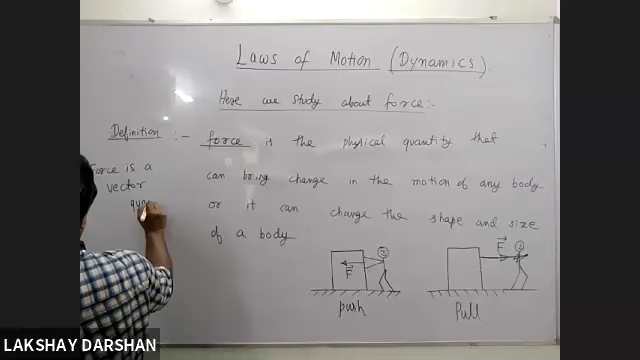 Laws of Motion (Dynamics)
Here we study about force:-
Definition :- force is the physical quantity that
can bring change in the motion of any body
or it can change the shape and size
of a body
Force is a
vector
F
push
F
Pull
LAKSHAY DARSHAN